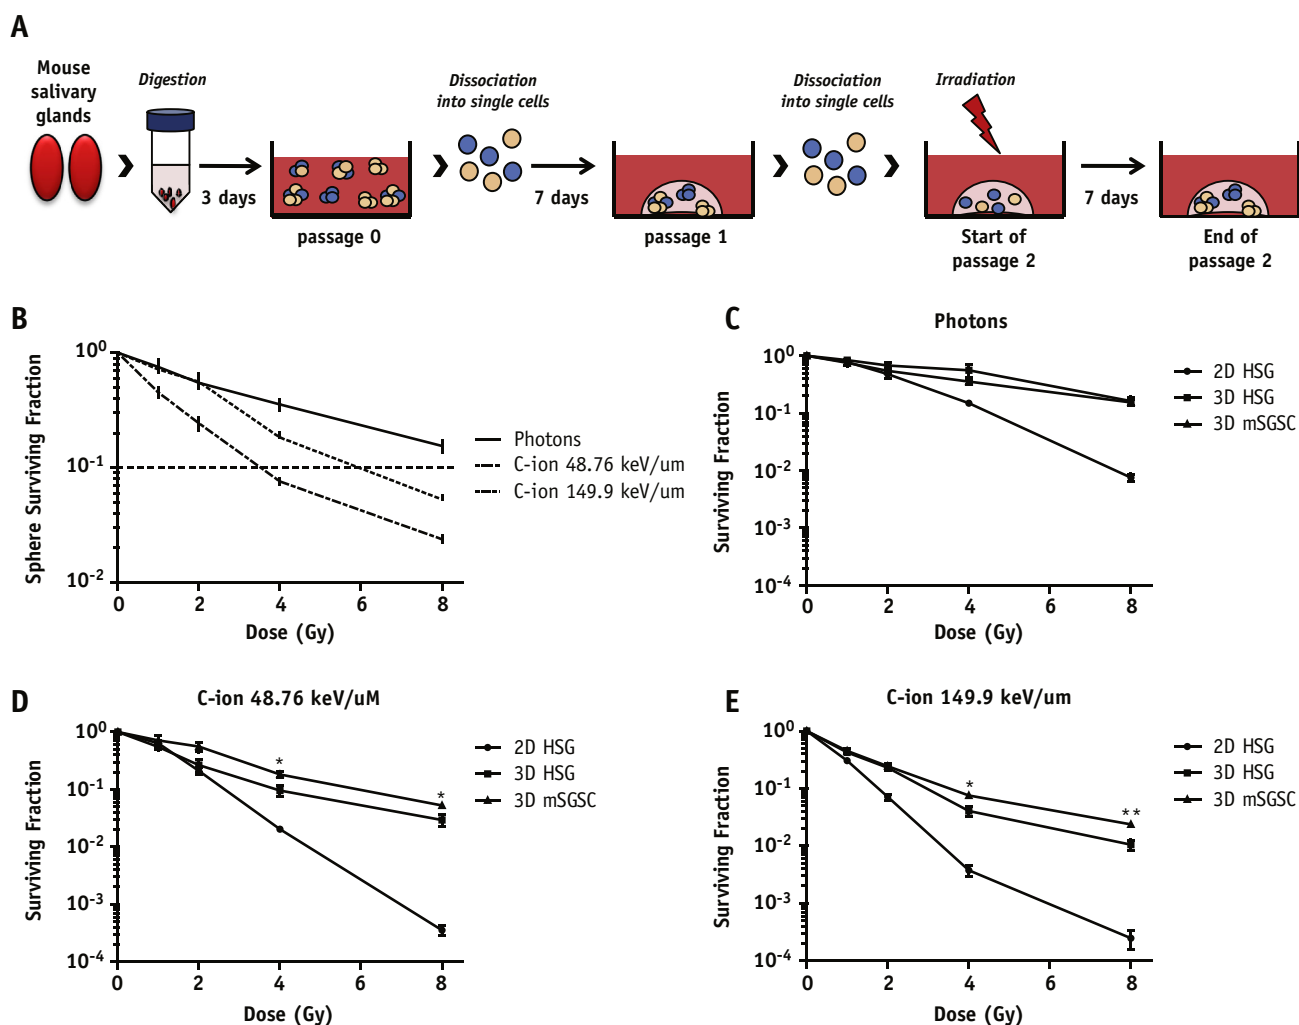 A
Mouse
salivary
glands
Digestion
3 days
passage 0
Dissociation
into single cells
7 days
passage 1
Dissociation
into single cells
Irradiation
Start of
passage 2
7 days
End of
passage 2
B
Sphere Surviving Fraction
10^0
10^-1
10^-2
0 2 4 6 8
Dose (Gy)
Photons
C-ion 48.76 keV/um
C-ion 149.9 keV/um
C
Photons
Surviving Fraction
10^0
10^-1
10^-2
10^-3
10^-4
0 2 4 6 8
Dose (Gy)
2D HSG
3D HSG
3D mSGSC
D
C-ion 48.76 keV/uM
Surviving Fraction
10^0
10^-1
10^-2
10^-3
10^-4
* *
0 2 4 6 8
Dose (Gy)
2D HSG
3D HSG
3D mSGSC
E
C-ion 149.9 keV/um
Surviving Fraction
10^0
10^-1
10^-2
10^-3
10^-4
* **
0 2 4 6 8
Dose (Gy)
2D HSG
3D HSG
3D mSGSC